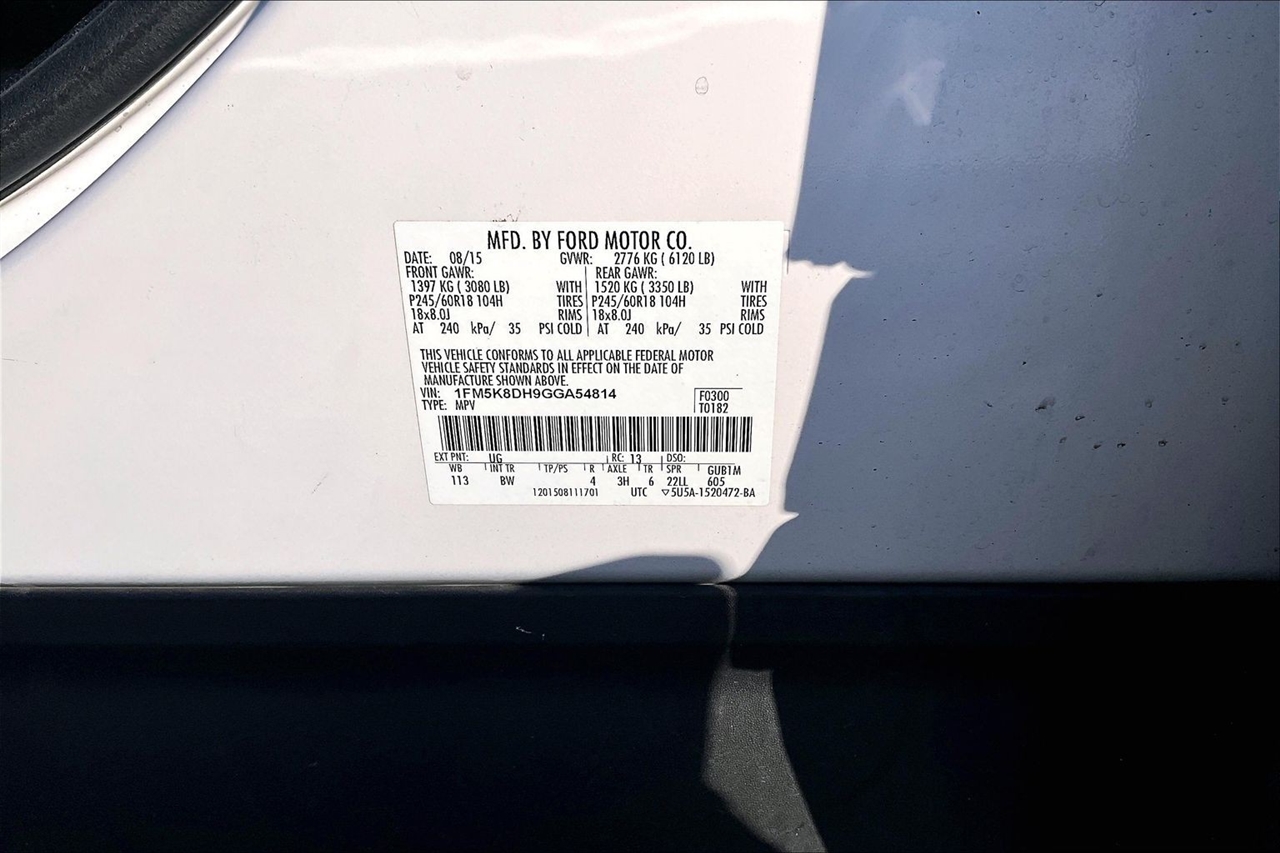 MFD. BY FORD MOTOR CO.
DATE: 08/15 GVWR: 2776 KG ( 6120 LB)
FRONT GAWR: REAR GAWR:
1397 KG ( 3080 LB) WITH 1520 KG ( 3350 LB) WITH
P245/60R18 104H TIRES P245/60R18 104H TIRES
18x8.0J RIMS 18x8.0J RIMS
AT 240 kPa/ 35 PSI COLD AT 240 kPa/ 35 PSI COLD
THIS VEHICLE CONFORMS TO ALL APPLICABLE FEDERAL MOTOR
VEHICLE SAFETY STANDARDS IN EFFECT ON THE DATE OF
MANUFACTURE SHOWN ABOVE.
VIN: 1FM5K8DH9GGA54814 F0300
TYPE: MPV T0182
EXT PNT: UG RC: 13 DSO:
WB INT TR TP/PS R AXLE TR SPR GUB1M
113 BW 4 3H 6 22LL 605
1201508111701 UTC ▽5U5A-1520472-BA